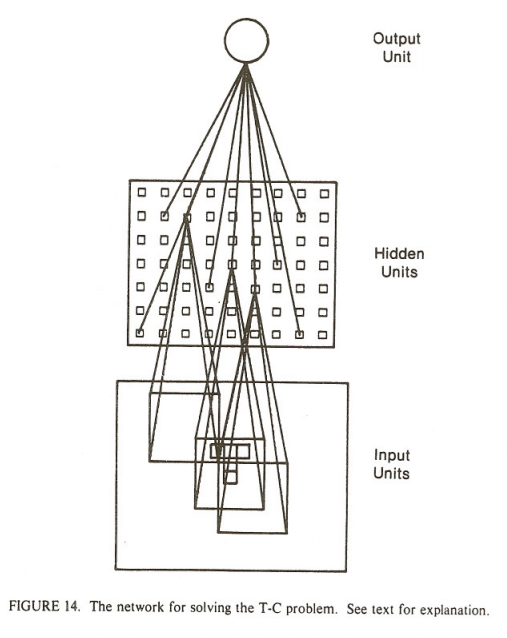 Output
Unit
Hidden
Units
Input
Units
FIGURE 14. The network for solving the T-C problem. See text for explanation.